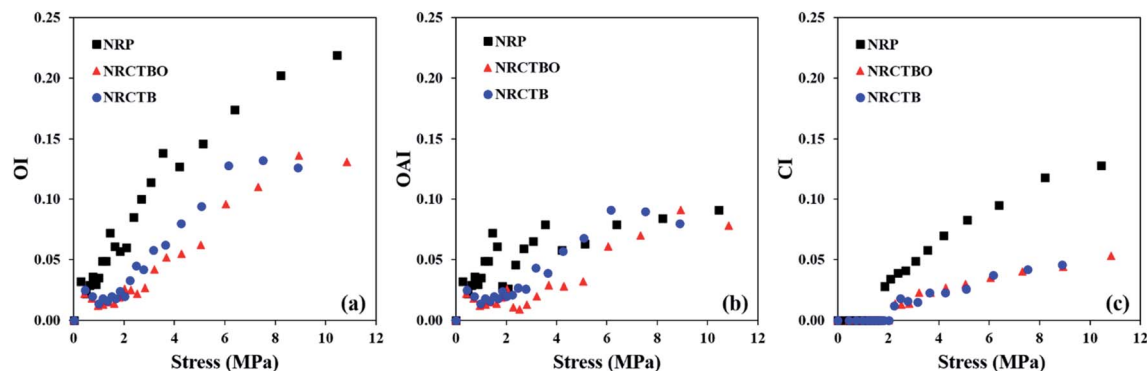 0.25
0.20
0.15
0.10
0.05
0.00
OI
NRP
NRCTBO
NRCTB
(a)
0 2 4 6 8 10 12
Stress (MPa)
0.25
0.20
0.15
0.10
0.05
0.00
OAI
NRP
NRCTBO
NRCTB
(b)
0 2 4 6 8 10 12
Stress (MPa)
0.25
0.20
0.15
0.10
0.05
0.00
CI
NRP
NRCTBO
NRCTB
(c)
0 2 4 6 8 10 12
Stress (MPa)